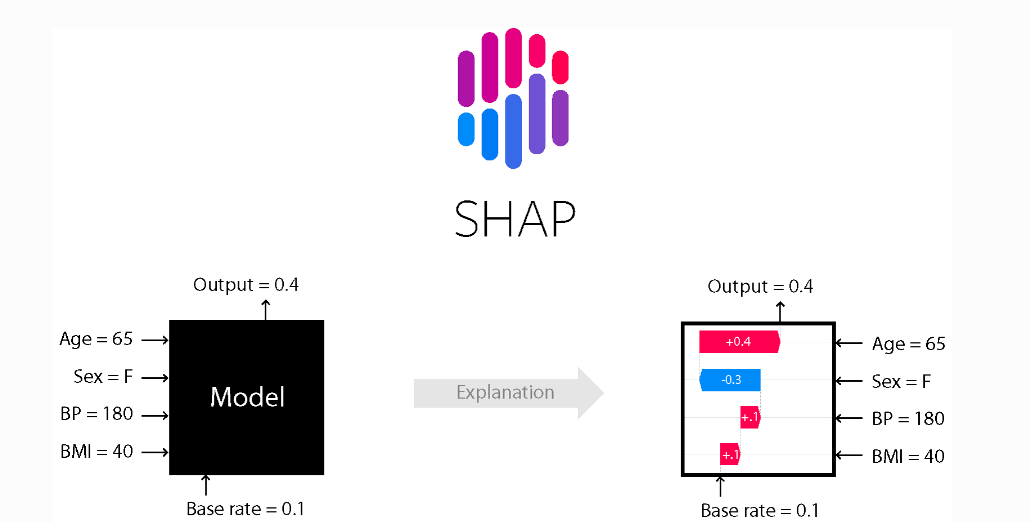 SHAP
Output = 0.4
Age = 65
Sex = F
BP = 180
BMI = 40
Model
Base rate = 0.1
Explanation
Output = 0.4
+0.4
-0.3
+.1
+.1
Age = 65
Sex = F
BP = 180
BMI = 40
Base rate = 0.1